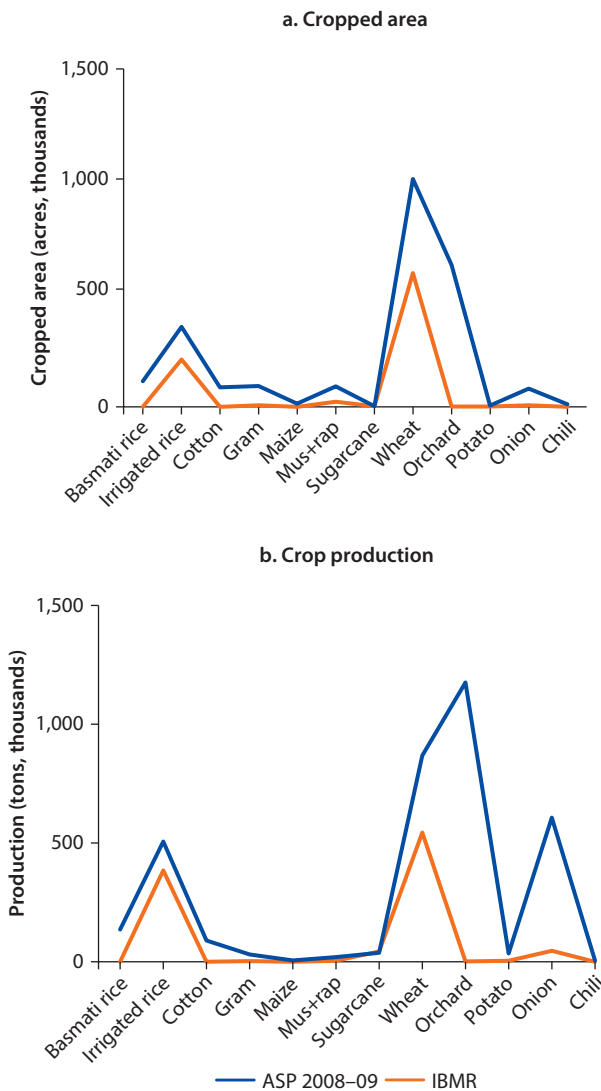 a. Cropped area
1,500
1,000
500
0
Cropped area (acres, thousands)
Basmati rice
Irrigated rice
Cotton
Gram
Maize
Mus+rap
Sugarcane
Wheat
Orchard
Potato
Onion
Chili
b. Crop production
1,500
1,000
500
0
Production (tons, thousands)
Basmati rice
Irrigated rice
Cotton
Gram
Maize
Mus+rap
Sugarcane
Wheat
Orchard
Potato
Onion
Chili
ASP 2008–09 IBMR